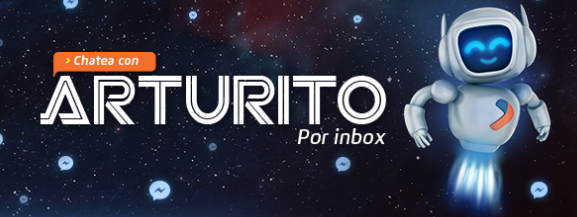 › Chatea con
ARTURITO
Por inbox